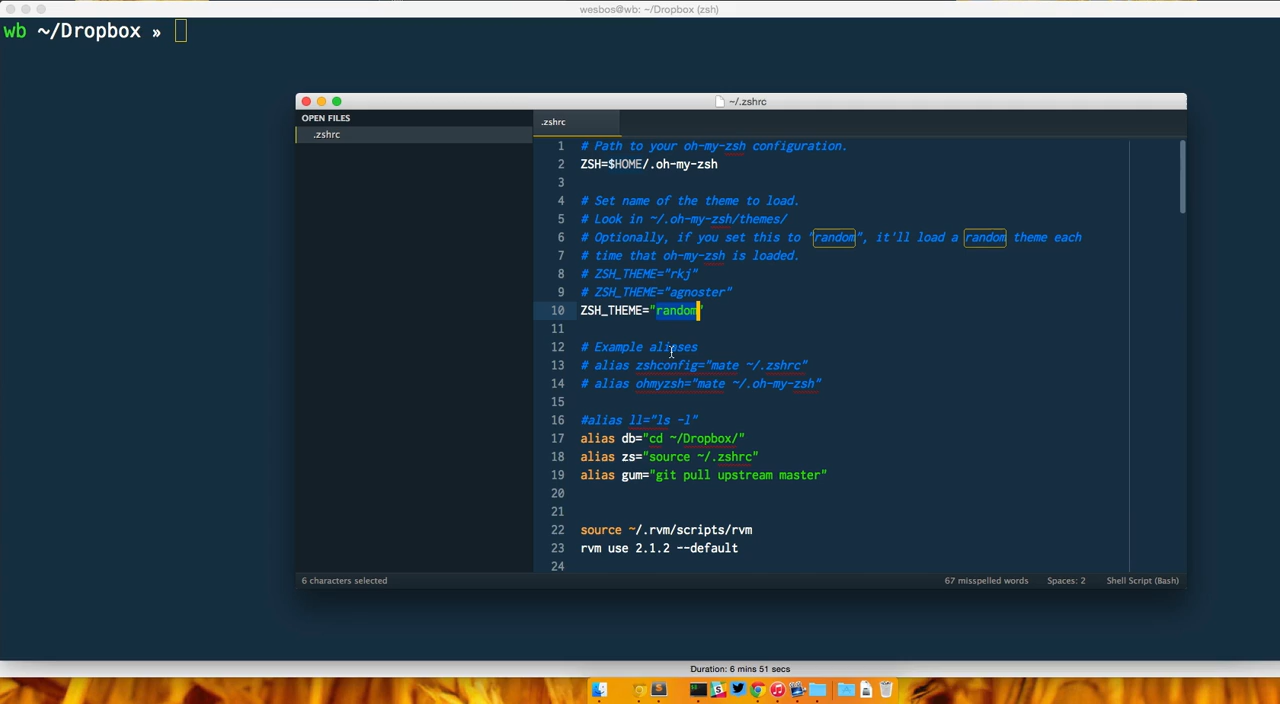 wesbos@wb: ~/Dropbox (zsh)
wb ~/Dropbox »
~/.zshrc
OPEN FILES
.zshrc
.zshrc
1 # Path to your oh-my-zsh configuration.
2 ZSH=$HOME/.oh-my-zsh
3
4 # Set name of the theme to load.
5 # Look in ~/.oh-my-zsh/themes/
6 # Optionally, if you set this to "random", it'll load a random theme each
7 # time that oh-my-zsh is loaded.
8 # ZSH_THEME="rkj"
9 # ZSH_THEME="agnoster"
10 ZSH_THEME="random"
11
12 # Example aliases
13 # alias zshconfig="mate ~/.zshrc"
14 # alias ohmyzsh="mate ~/.oh-my-zsh"
15
16 #alias ll="ls -l"
17 alias db="cd ~/Dropbox/"
18 alias zs="source ~/.zshrc"
19 alias gum="git pull upstream master"
20
21
22 source ~/.rvm/scripts/rvm
23 rvm use 2.1.2 --default
24
6 characters selected
67 misspelled words
Spaces: 2
Shell Script (Bash)
Duration: 6 mins 51 secs